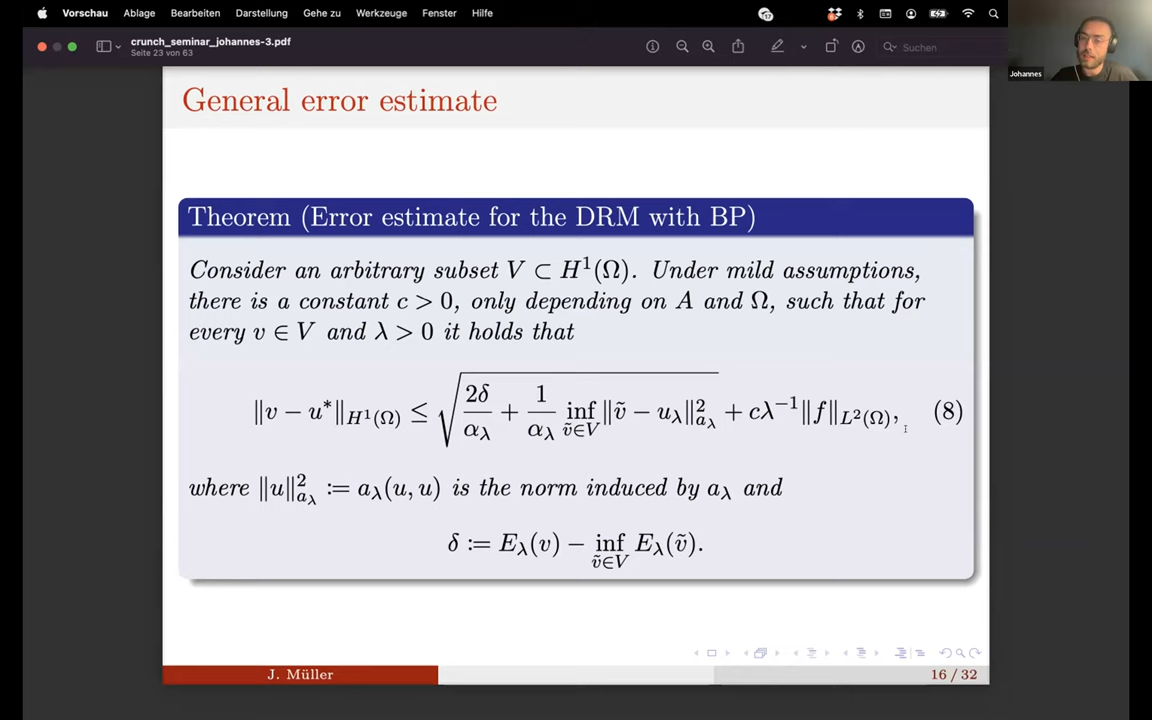 Vorschau Ablage Bearbeiten Darstellung Gehe zu Werkzeuge Fenster Hilfe
17
crunch_seminar_johannes-3.pdf
Seite 23 von 63
Suchen
Johannes
General error estimate
Theorem (Error estimate for the DRM with BP)
Consider an arbitrary subset V ⊂ H¹(Ω). Under mild assumptions,
there is a constant c > 0, only depending on A and Ω, such that for
every v ∈ V and λ > 0 it holds that
‖v − u*‖_{H¹(Ω)} ≤ √(2δ/α_λ + 1/α_λ inf_{ṽ∈V} ‖ṽ − u_λ‖²_{a_λ}) + cλ⁻¹‖f‖_{L²(Ω)}, (8)
where ‖u‖²_{a_λ} := a_λ(u, u) is the norm induced by a_λ and
δ := E_λ(v) − inf_{ṽ∈V} E_λ(ṽ).
J. Müller
16 / 32